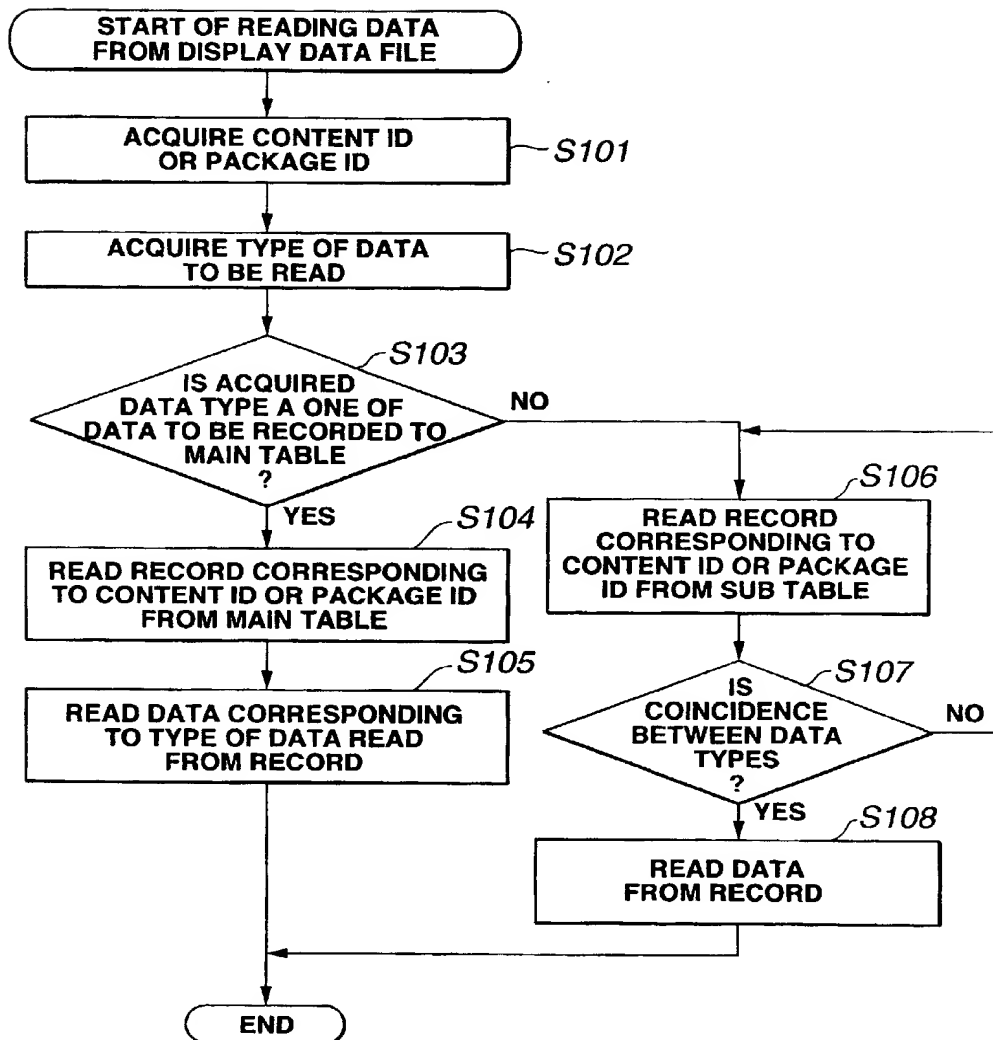 START OF READING DATA
FROM DISPLAY DATA FILE
ACQUIRE CONTENT ID
OR PACKAGE ID
S101
ACQUIRE TYPE OF DATA
TO BE READ
S102
S103
IS ACQUIRED
DATA TYPE A ONE OF
DATA TO BE RECORDED TO
MAIN TABLE
?
NO
YES
S104
READ RECORD CORRESPONDING
TO CONTENT ID OR PACKAGE ID
FROM MAIN TABLE
S105
READ DATA CORRESPONDING
TO TYPE OF DATA READ
FROM RECORD
S106
READ RECORD
CORRESPONDING TO
CONTENT ID OR PACKAGE
ID FROM SUB TABLE
S107
IS
COINCIDENCE
BETWEEN DATA
TYPES
?
NO
YES
S108
READ DATA
FROM RECORD
END